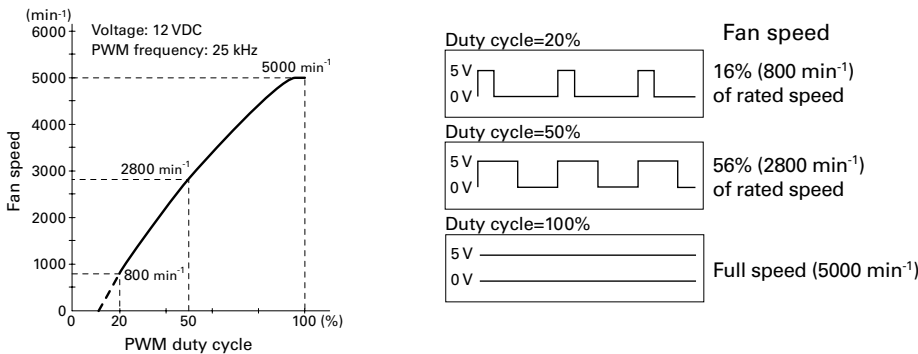 (min⁻¹)
6000
5000
4000
3000
2000
1000
0
Fan speed
Voltage: 12 VDC
PWM frequency: 25 kHz
5000 min⁻¹
2800 min⁻¹
800 min⁻¹
0
20
50
100 (%)
PWM duty cycle
Fan speed
Duty cycle=20%
5 V
0 V
16% (800 min⁻¹)
of rated speed
Duty cycle=50%
5 V
0 V
56% (2800 min⁻¹)
of rated speed
Duty cycle=100%
5 V
0 V
Full speed (5000 min⁻¹)